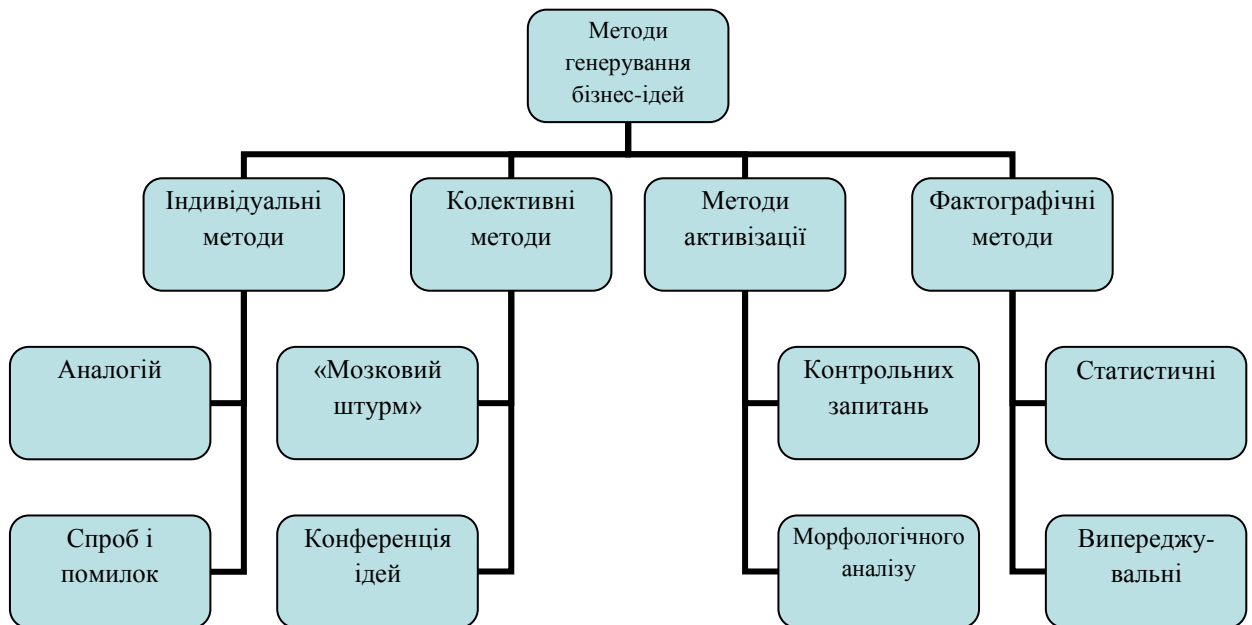 Методи
генерування
бізнес-ідей
Індивідуальні
методи
Колективні
методи
Методи
активізації
Фактографічні
методи
Аналогій
«Мозковий
штурм»
Контрольних
запитань
Статистичні
Спроб і
помилок
Конференція
ідей
Морфологічного
аналізу
Випереджу-
вальні